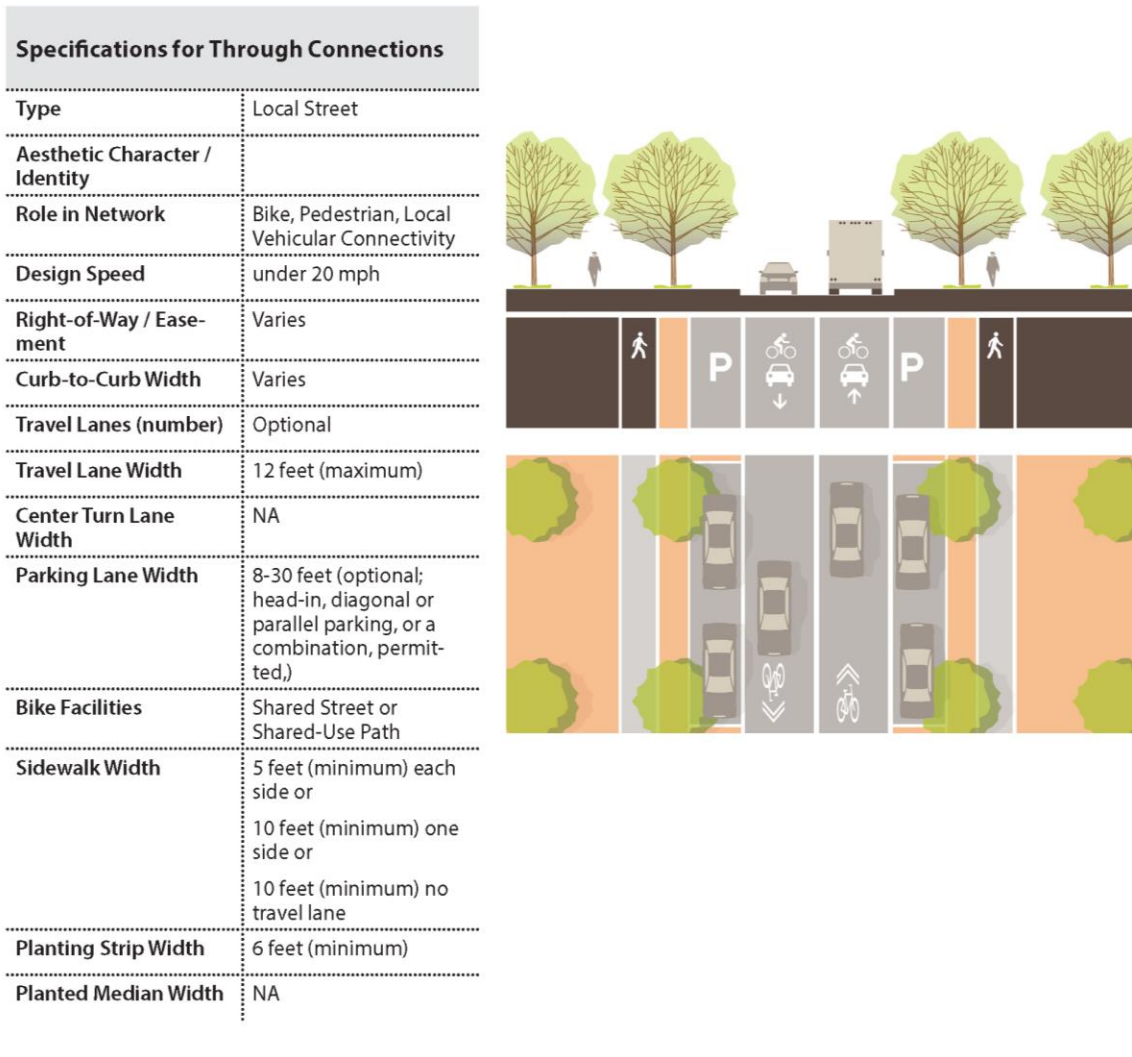 Specifications for Through Connections
Type
Local Street
Aesthetic Character /
Identity
Role in Network
Bike, Pedestrian, Local
Vehicular Connectivity
Design Speed
under 20 mph
Right-of-Way / Ease-
ment
Varies
Curb-to-Curb Width
Varies
Travel Lanes (number)
Optional
Travel Lane Width
12 feet (maximum)
Center Turn Lane
Width
NA
Parking Lane Width
8-30 feet (optional;
head-in, diagonal or
parallel parking, or a
combination, permit-
ted,)
Bike Facilities
Shared Street or
Shared-Use Path
Sidewalk Width
5 feet (minimum) each
side or
10 feet (minimum) one
side or
10 feet (minimum) no
travel lane
Planting Strip Width
6 feet (minimum)
Planted Median Width
NA
P
P